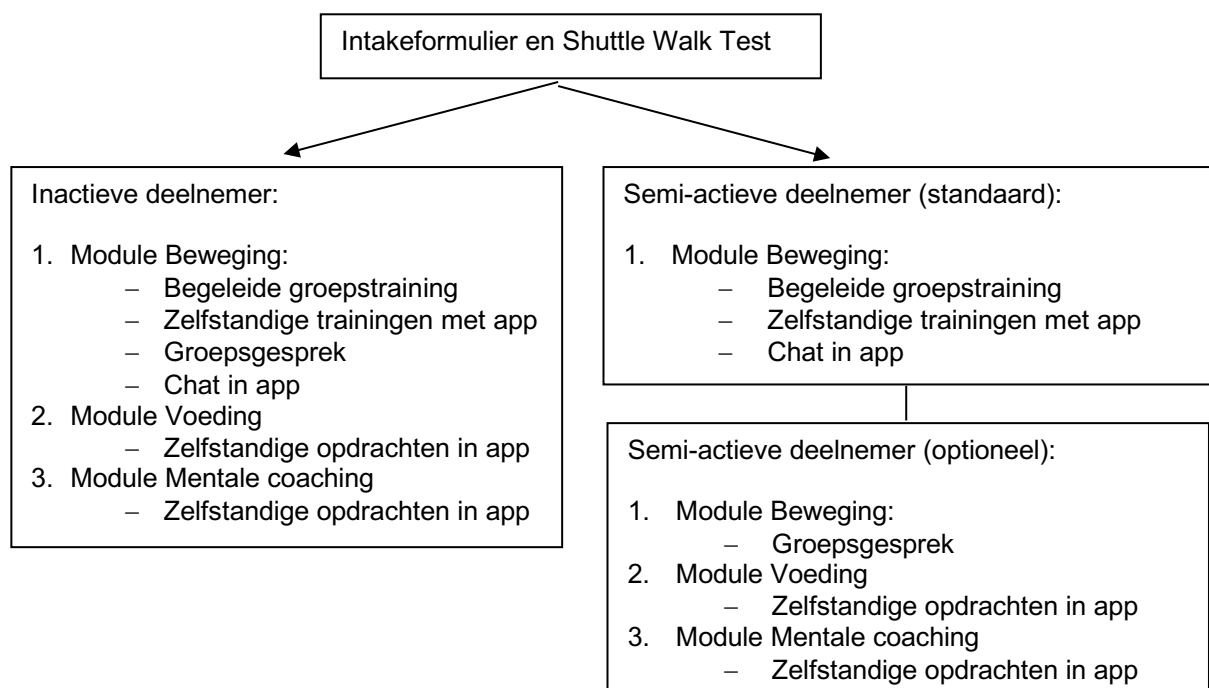 Intakeformulier en Shuttle Walk Test
Inactieve deelnemer:
1. Module Beweging:
– Begeleide groepstraining
– Zelfstandige trainingen met app
– Groepsgesprek
– Chat in app
2. Module Voeding
– Zelfstandige opdrachten in app
3. Module Mentale coaching
– Zelfstandige opdrachten in app
Semi-actieve deelnemer (standaard):
1. Module Beweging:
– Begeleide groepstraining
– Zelfstandige trainingen met app
– Chat in app
Semi-actieve deelnemer (optioneel):
1. Module Beweging:
– Groepsgesprek
2. Module Voeding
– Zelfstandige opdrachten in app
3. Module Mentale coaching
– Zelfstandige opdrachten in app